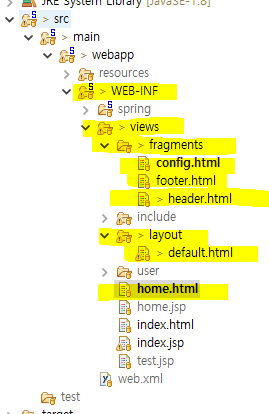 JRE System Library [JavaSE-1.8]
> src
> main
> webapp
resources
> WEB-INF
> spring
> views
> fragments
config.html
footer.html
> header.html
include
> layout
> default.html
user
home.html
home.jsp
index.html
index.jsp
test.jsp
web.xml
test
target